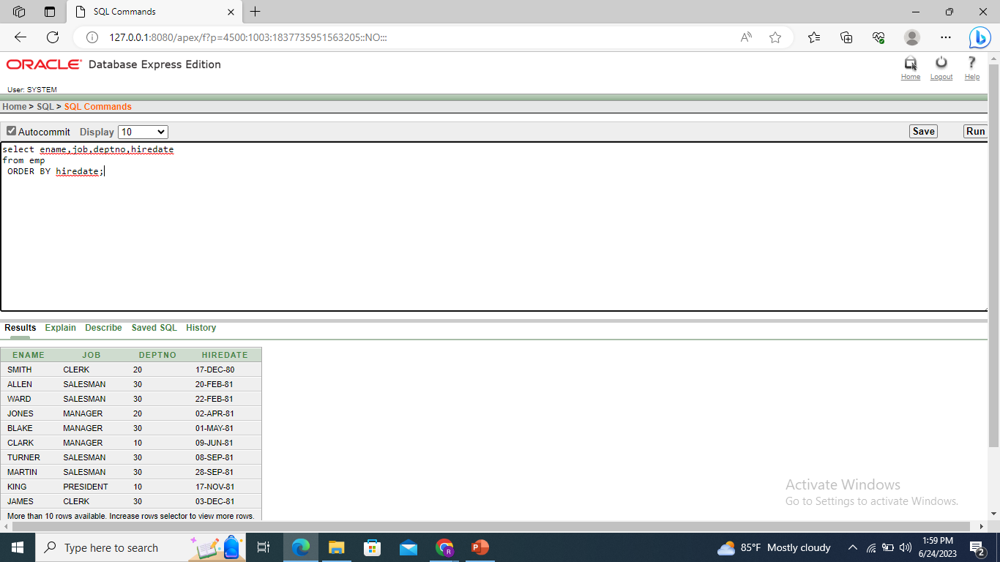 SQL Commands
127.0.0.1:8080/apex/f?p=4500:1003:1837735951563205::NO:::
ORACLE Database Express Edition
Home Logout Help
User: SYSTEM
Home > SQL > SQL Commands
Autocommit Display 10 Save Run
select ename,job,deptno,hiredate
from emp
ORDER BY hiredate;
Results Explain Describe Saved SQL History
ENAME JOB DEPTNO HIREDATE
SMITH CLERK 20 17-DEC-80
ALLEN SALESMAN 30 20-FEB-81
WARD SALESMAN 30 22-FEB-81
JONES MANAGER 20 02-APR-81
BLAKE MANAGER 30 01-MAY-81
CLARK MANAGER 10 09-JUN-81
TURNER SALESMAN 30 08-SEP-81
MARTIN SALESMAN 30 28-SEP-81
KING PRESIDENT 10 17-NOV-81
JAMES CLERK 30 03-DEC-81
More than 10 rows available. Increase rows selector to view more rows.
Activate Windows
Go to Settings to activate Windows.
Type here to search
85°F Mostly cloudy
1:59 PM
6/24/2023
2